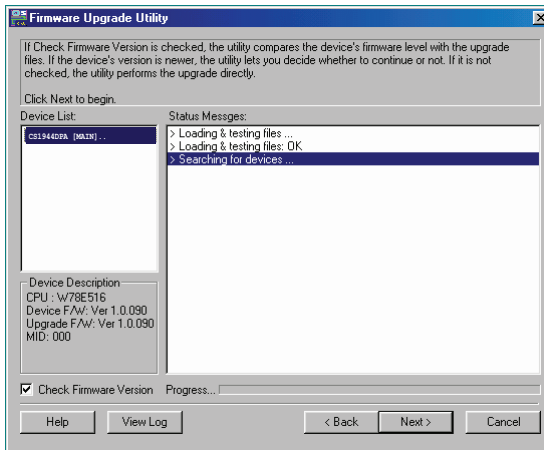 Firmware Upgrade Utility
If Check Firmware Version is checked, the utility compares the device's firmware level with the upgrade
files. If the device's version is newer, the utility lets you decide whether to continue or not. If it is not
checked, the utility performs the upgrade directly.
Click Next to begin.
Device List:
Status Messges:
CS1944DPA [MAIN]..
> Loading & testing files ...
> Loading & testing files: OK
> Searching for devices ...
Device Description
CPU : W78E516
Device F/W: Ver 1.0.090
Upgrade F/W: Ver 1.0.090
MID: 000
Check Firmware Version
Progress...
Help
View Log
< Back
Next >
Cancel